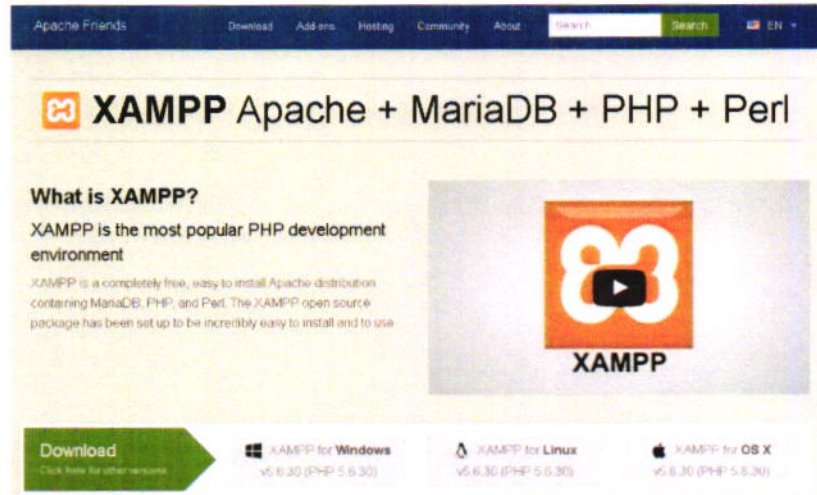 Apache Friends Download Add-ons Hosting Community About Search Search EN
XAMPP Apache + MariaDB + PHP + Perl
What is XAMPP?
XAMPP is the most popular PHP development
environment
XAMPP is a completely free, easy to install Apache distribution
containing MariaDB, PHP, and Perl. The XAMPP open source
package has been set up to be incredibly easy to install and to use
XAMPP
Download
Click here for other versions
XAMPP for Windows
v5.6.30 (PHP 5.6.30)
XAMPP for Linux
v5.6.30 (PHP 5.6.30)
XAMPP for OS X
v5.6.30 (PHP 5.6.30)